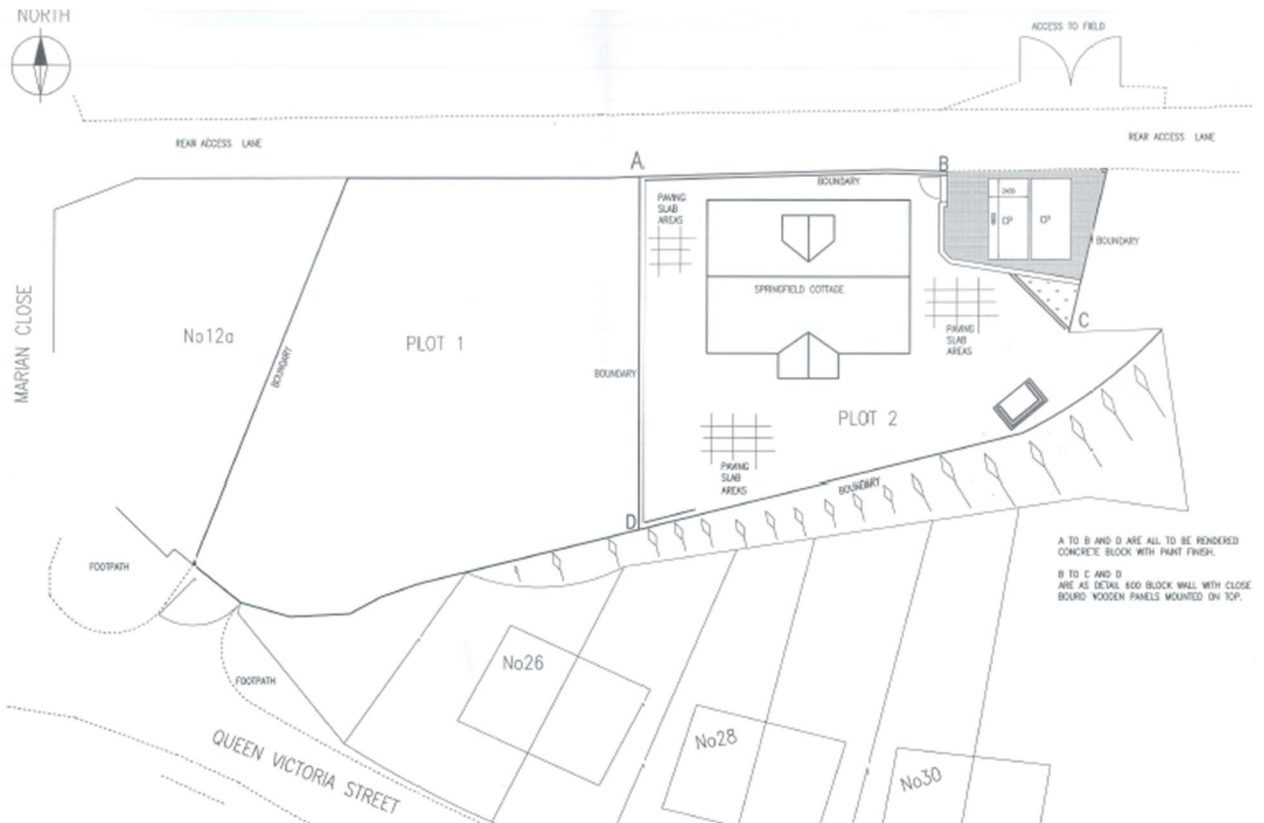 NORTH
ACCESS TO FIELD
REAR ACCESS LANE
REAR ACCESS LANE
A
B
BOUNDARY
PAVING
SLAB
AREAS
2400
4800
CP
CP
BOUNDARY
SPRINGFIELD COTTAGE
MARIAN CLOSE
No12a
BOUNDARY
PLOT 1
BOUNDARY
PAVING
SLAB
AREAS
C
PLOT 2
PAVING
SLAB
AREAS
BOUNDARY
D
A TO B AND D ARE ALL TO BE RENDERED
CONCRETE BLOCK WITH PAINT FINISH.
B TO C AND D
ARE AS DETAIL 600 BLOCK WALL WITH CLOSE
BOURD WOODEN PANELS MOUNTED ON TOP.
FOOTPATH
FOOTPATH
No26
No28
No30
QUEEN VICTORIA STREET